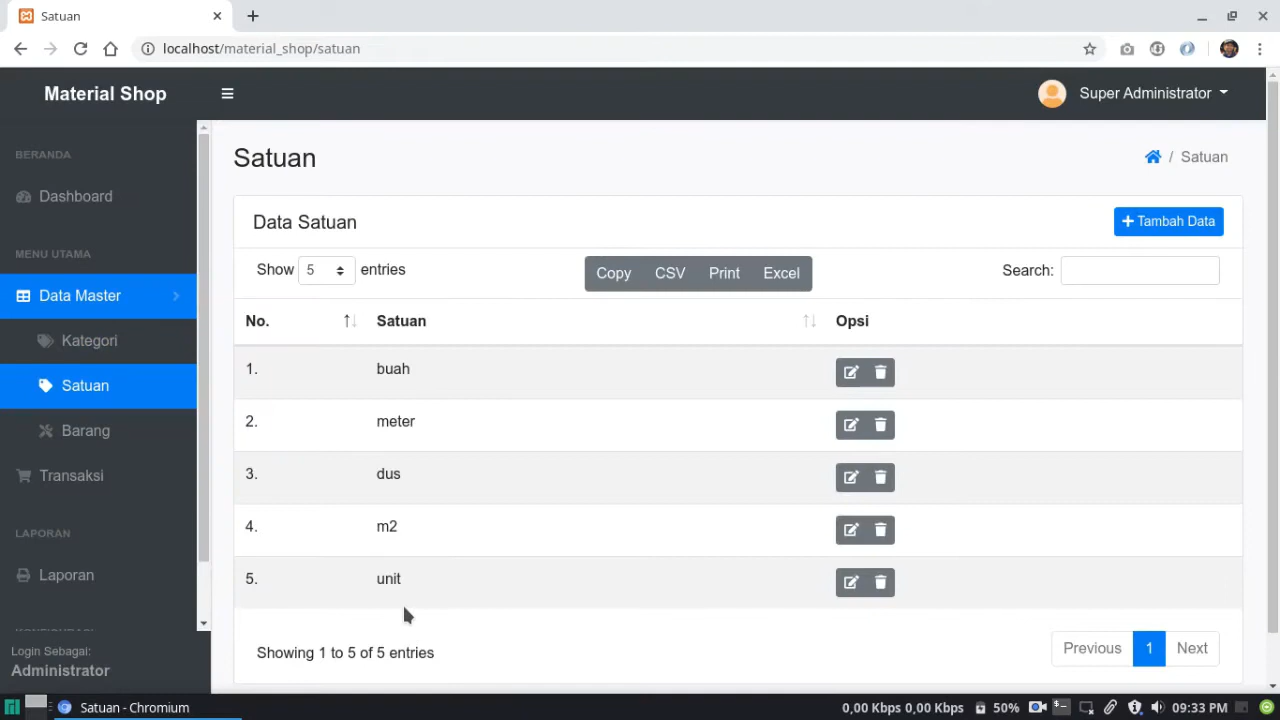 Satuan
localhost/material_shop/satuan
Material Shop
Super Administrator
BERANDA
Dashboard
MENU UTAMA
Data Master
Kategori
Satuan
Barang
Transaksi
LAPORAN
Laporan
Login Sebagai:
Administrator
Satuan
/ Satuan
Data Satuan
Tambah Data
Show 5 entries
Copy CSV Print Excel
Search:
No. Satuan Opsi
1. buah
2. meter
3. dus
4. m2
5. unit
Showing 1 to 5 of 5 entries
Previous 1 Next
Satuan - Chromium
0,00 Kbps 0,00 Kbps 50% 09:33 PM